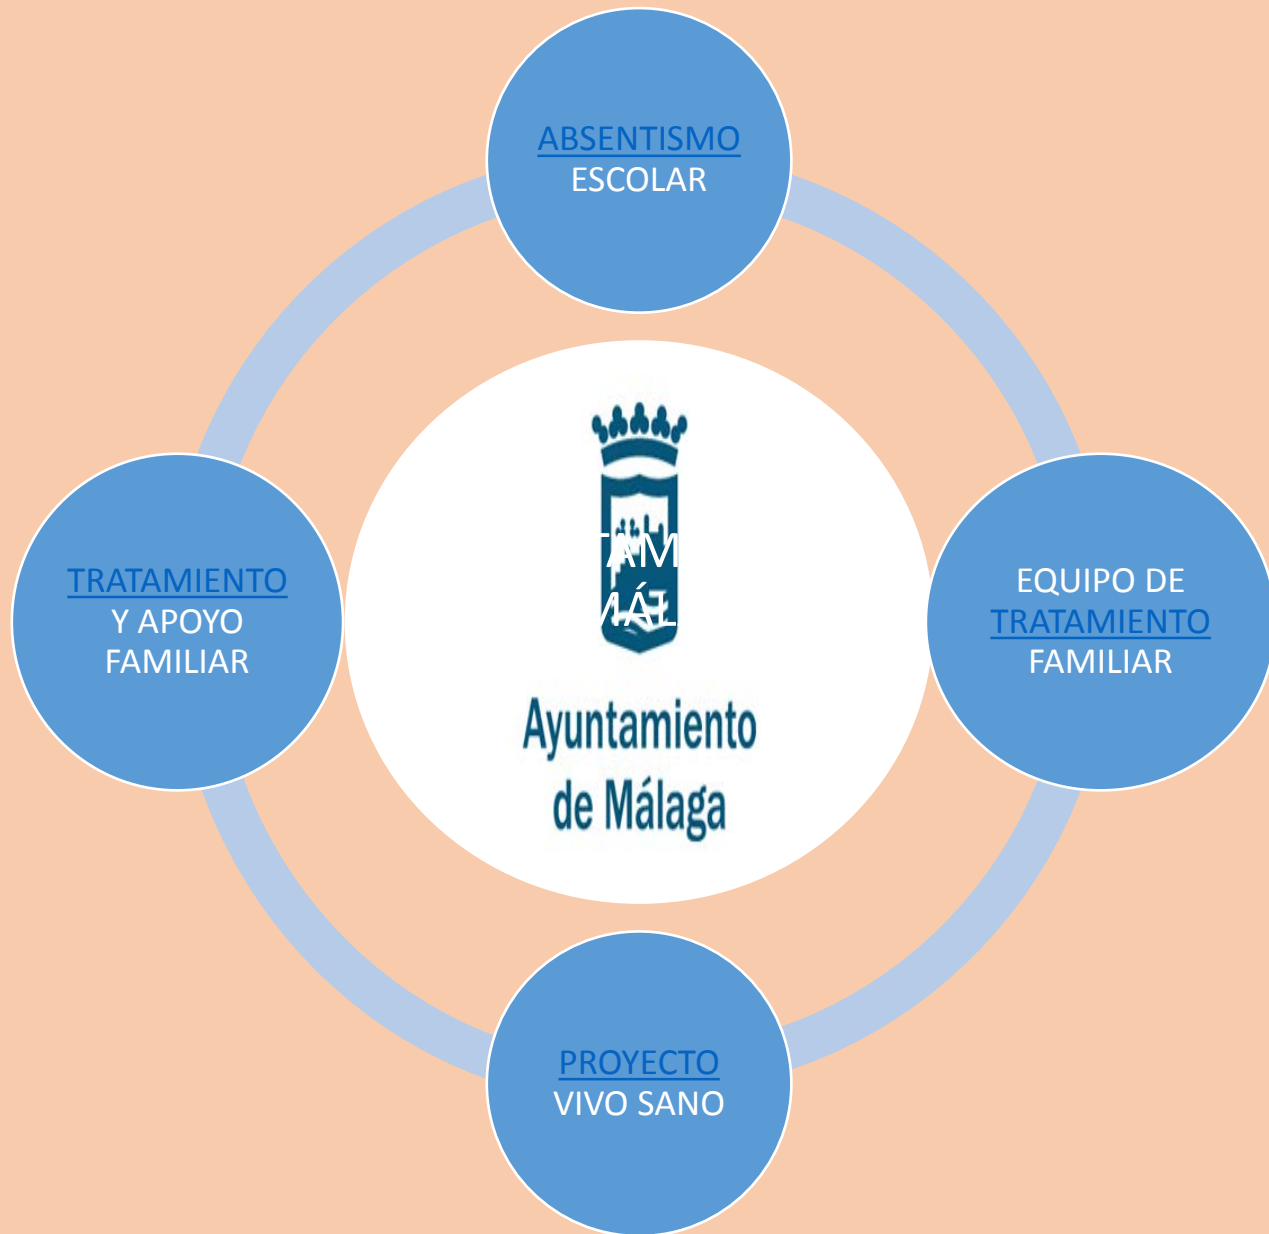 ABSENTISMO
ESCOLAR
TRATAMIENTO
Y APOYO
FAMILIAR
Ayuntamiento
de Málaga
EQUIPO DE
TRATAMIENTO
FAMILIAR
PROYECTO
VIVO SANO